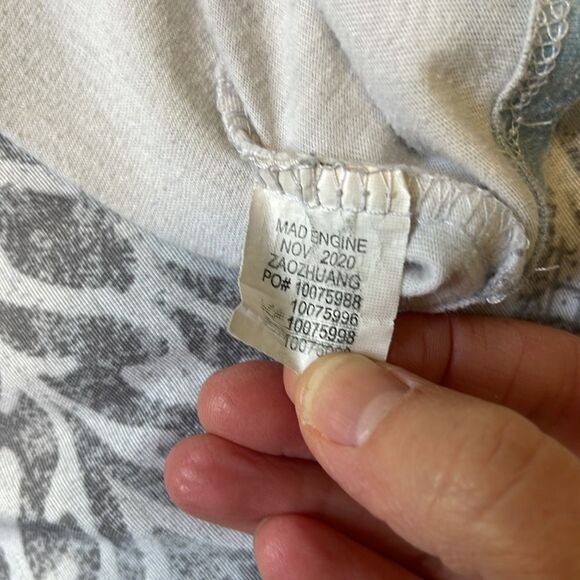 MAD ENGINE
NOV 2020
ZAOZHUANG
PO# 10075988
10075996
10075998